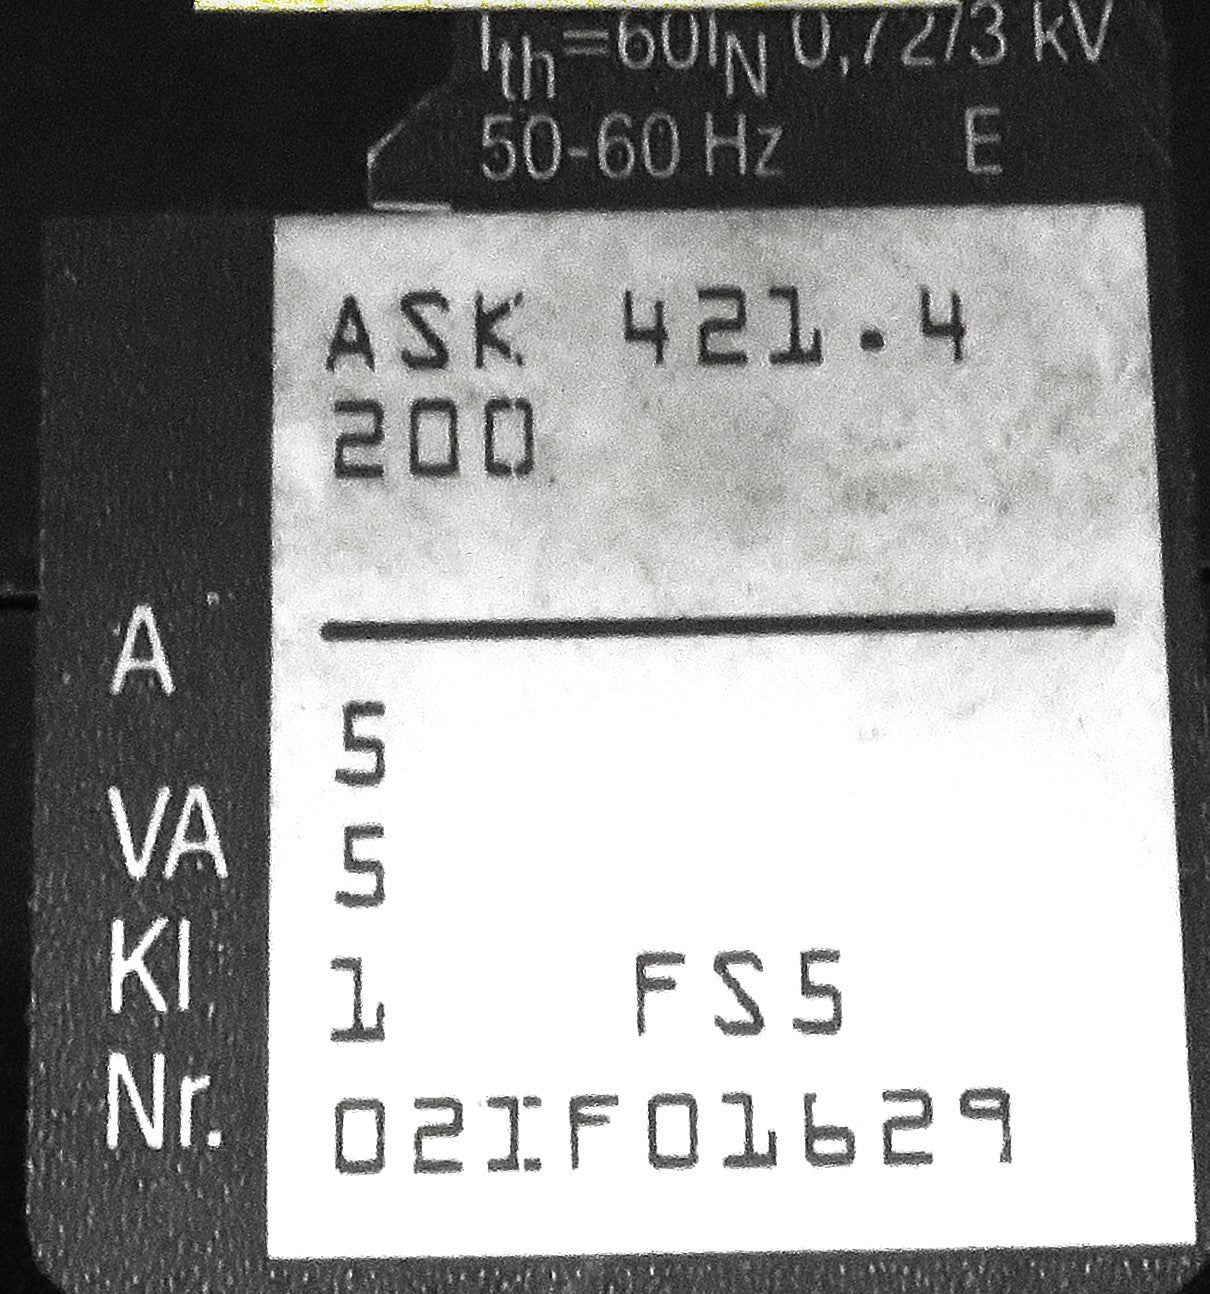 Ith=60IN 0,72/3 kV
50-60 Hz E
ASK 421.4
200
A
5
VA 5
Kl 1 FS5
Nr. 02IF01629